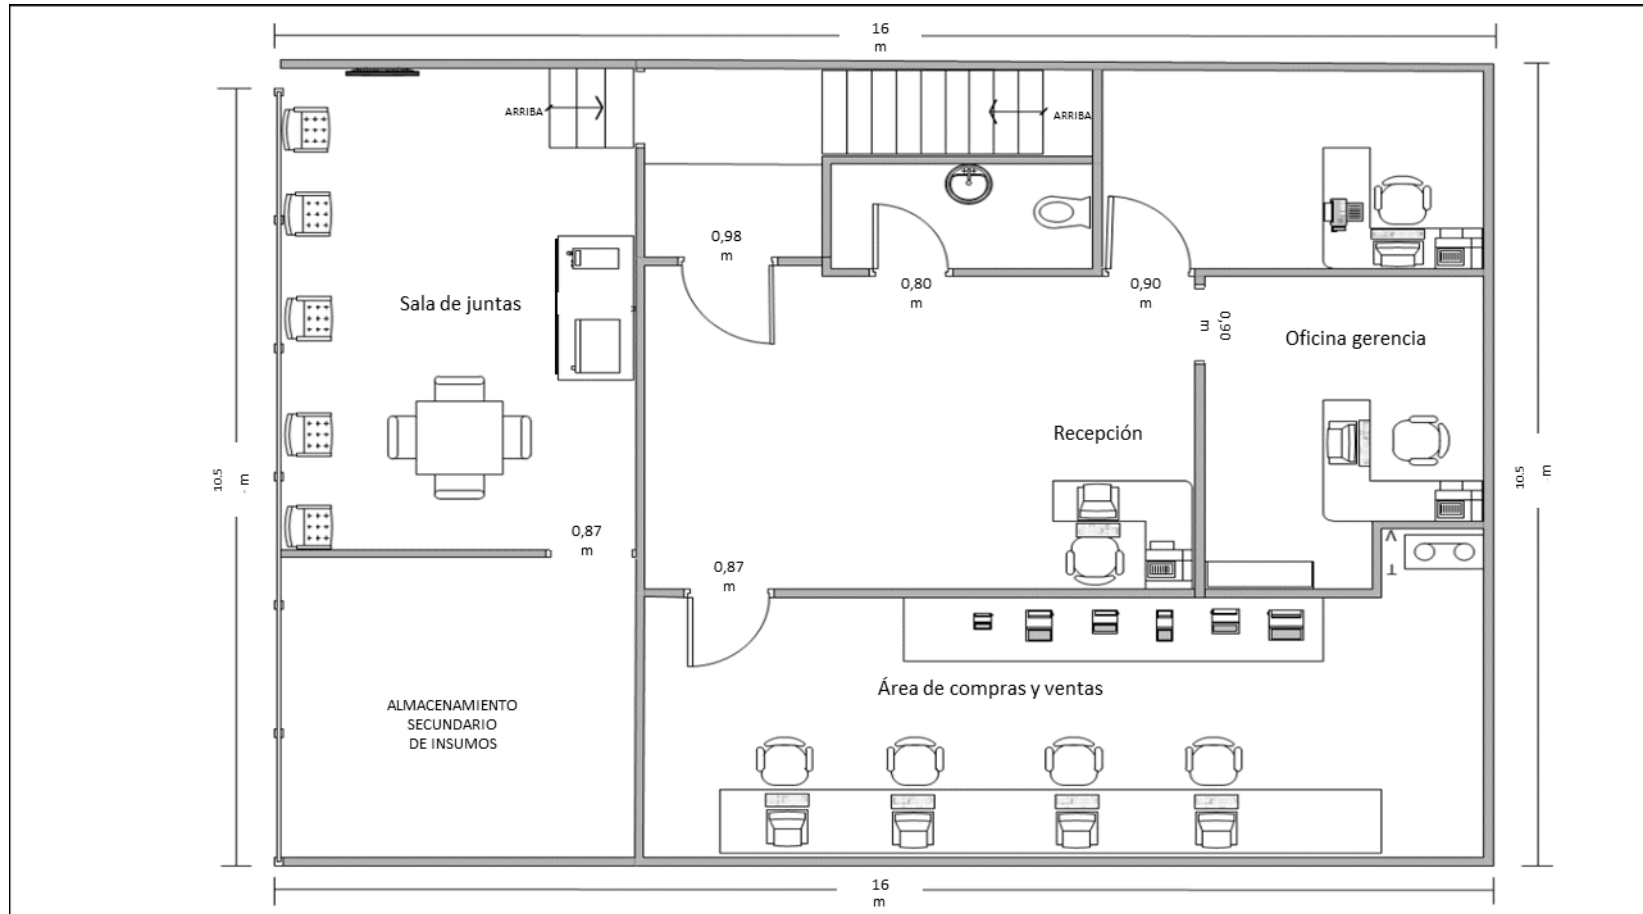 16
m
ARRIBA
ARRIBA
0,98
m
0,80
m
0,90
m
0,90
m
Sala de juntas
Oficina gerencia
Recepción
10.5
m
10.5
m
0,87
m
0,87
m
Área de compras y ventas
ALMACENAMIENTO
SECUNDARIO
DE INSUMOS
16
m